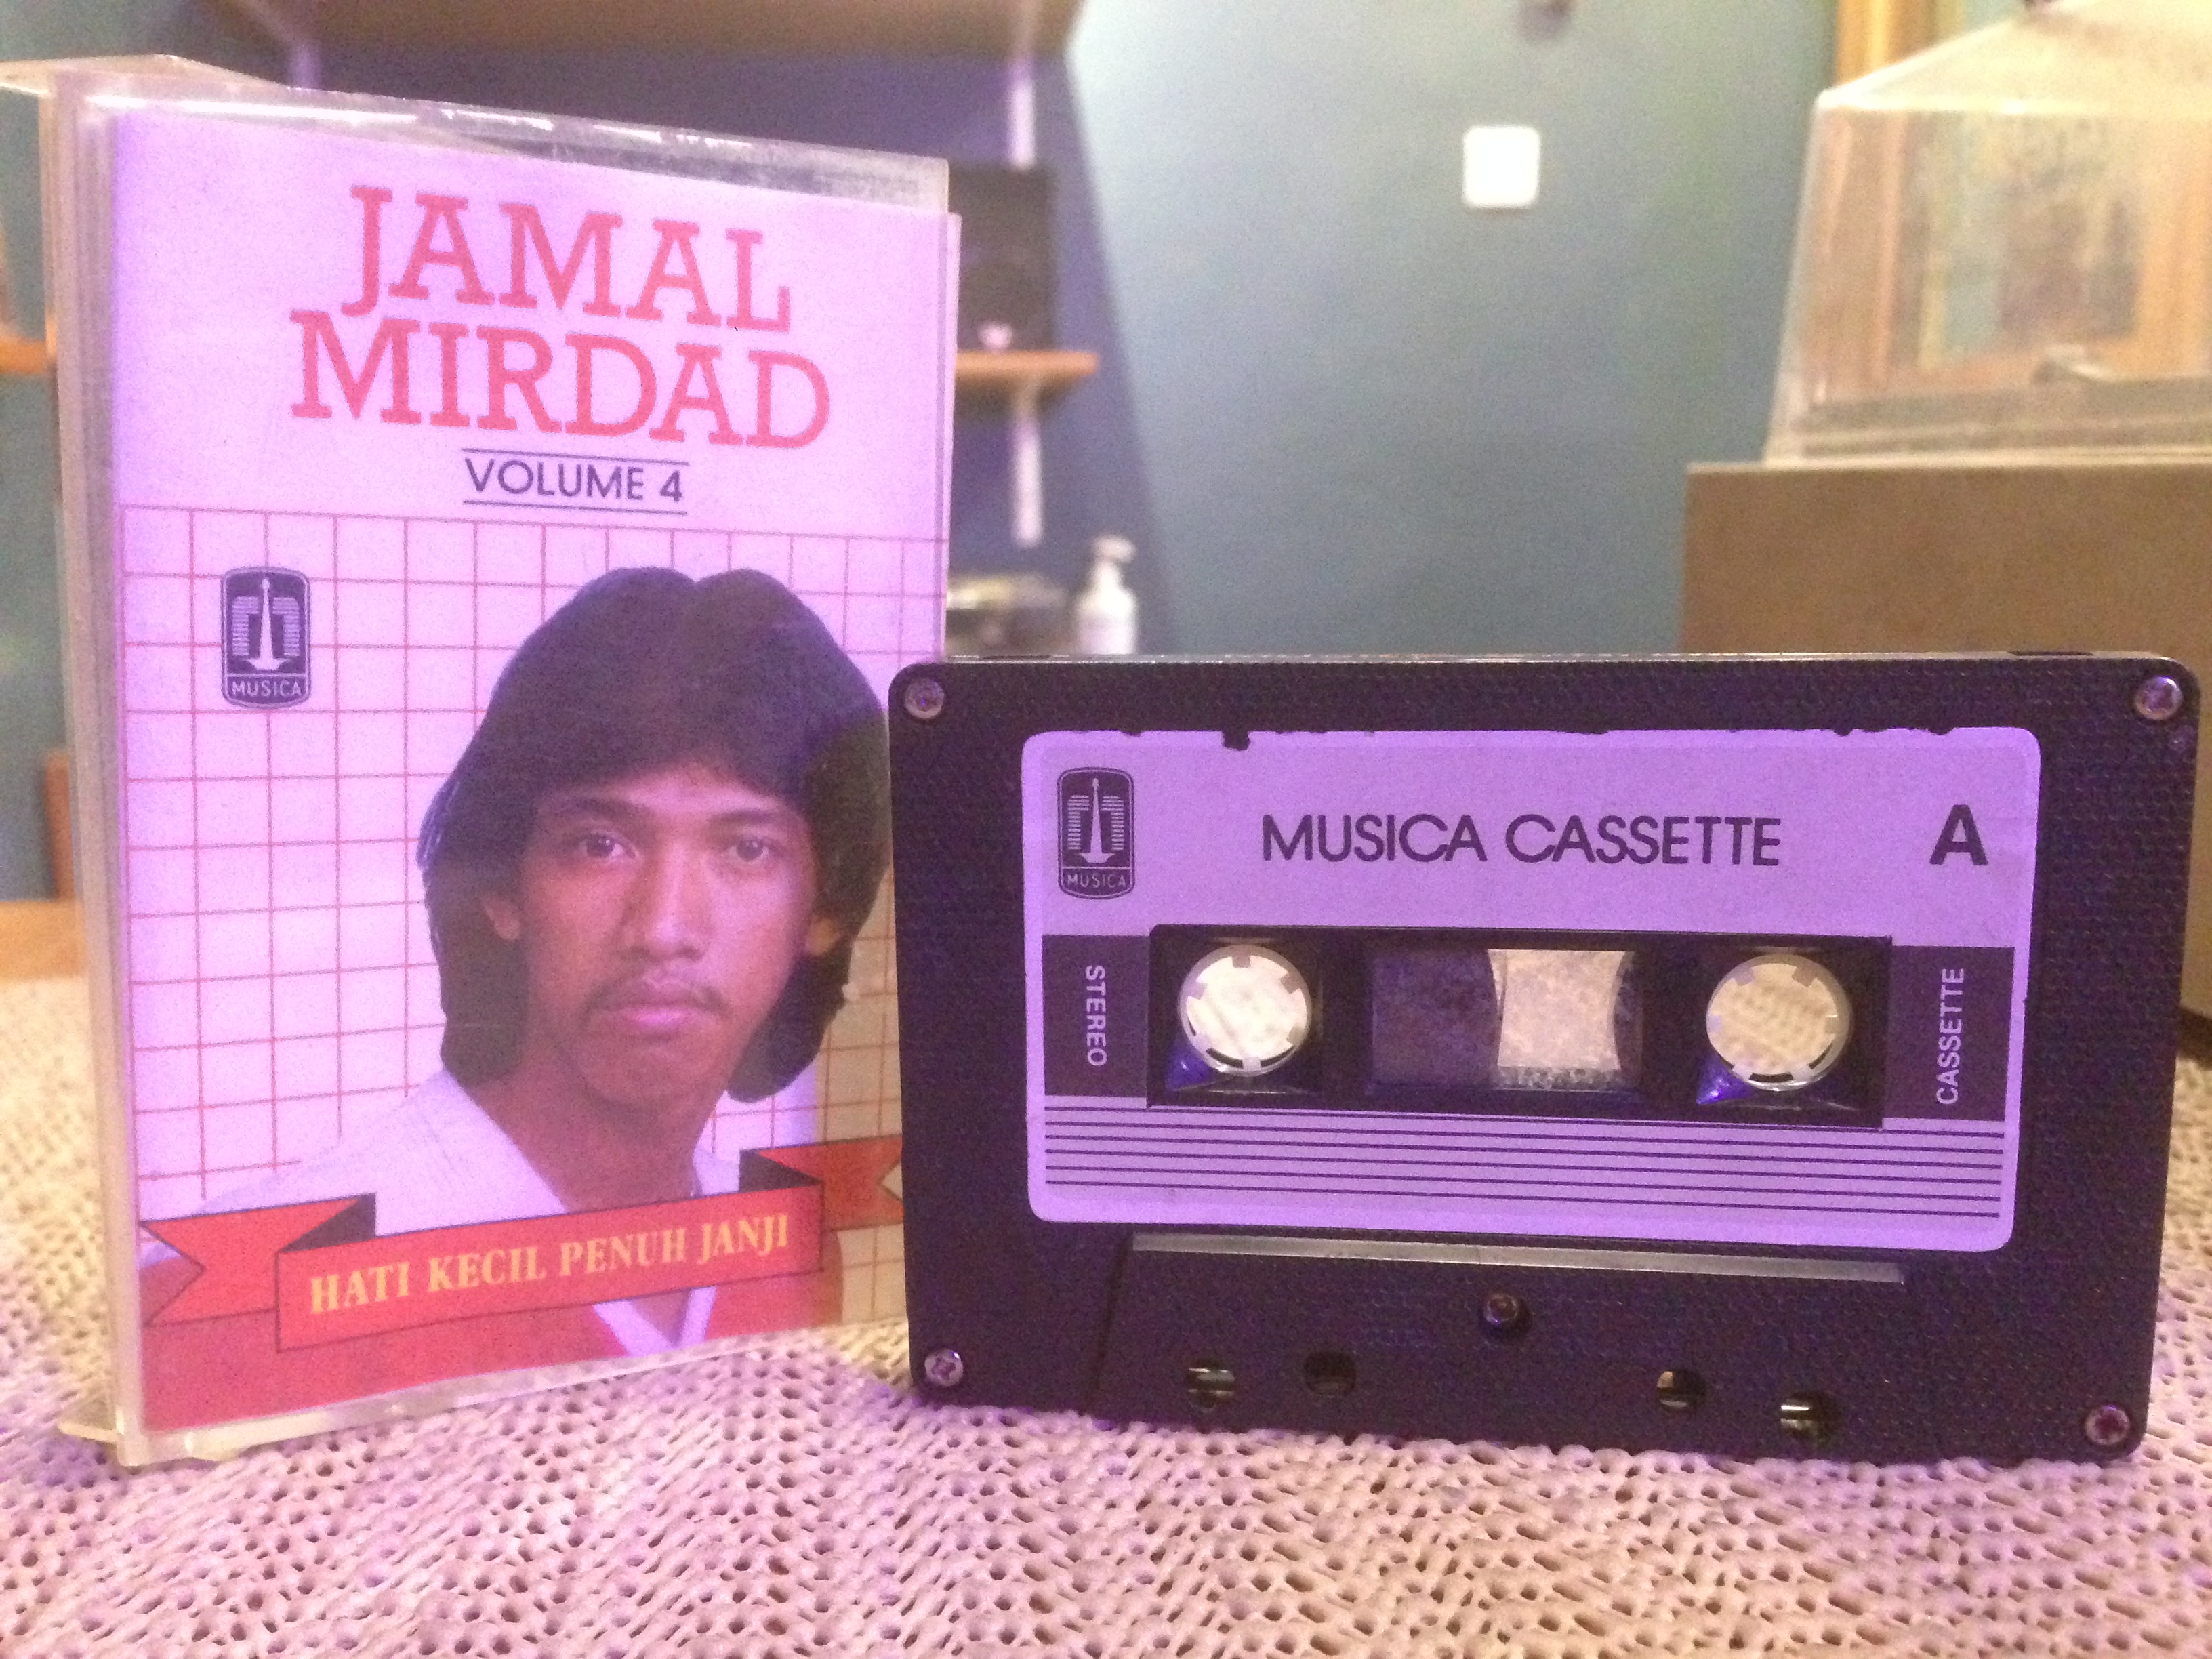 JAMAL
MIRDAD
VOLUME 4
MUSICA
HATI KECIL PENUH JANJI
MUSICA
MUSICA CASSETTE
A
STEREO
CASSETTE